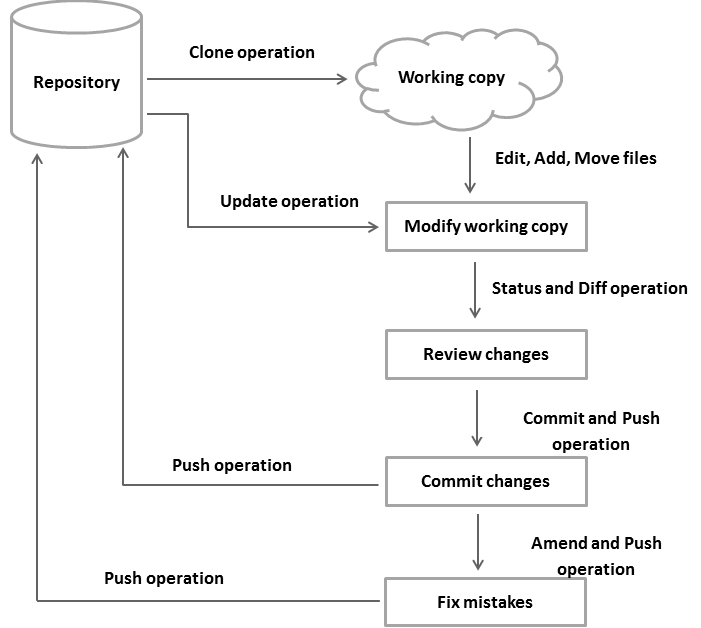 Clone operation
Repository
Working copy
Edit, Add, Move files
Update operation
Modify working copy
Status and Diff operation
Review changes
Commit and Push
operation
Push operation
Commit changes
Amend and Push
operation
Push operation
Fix mistakes